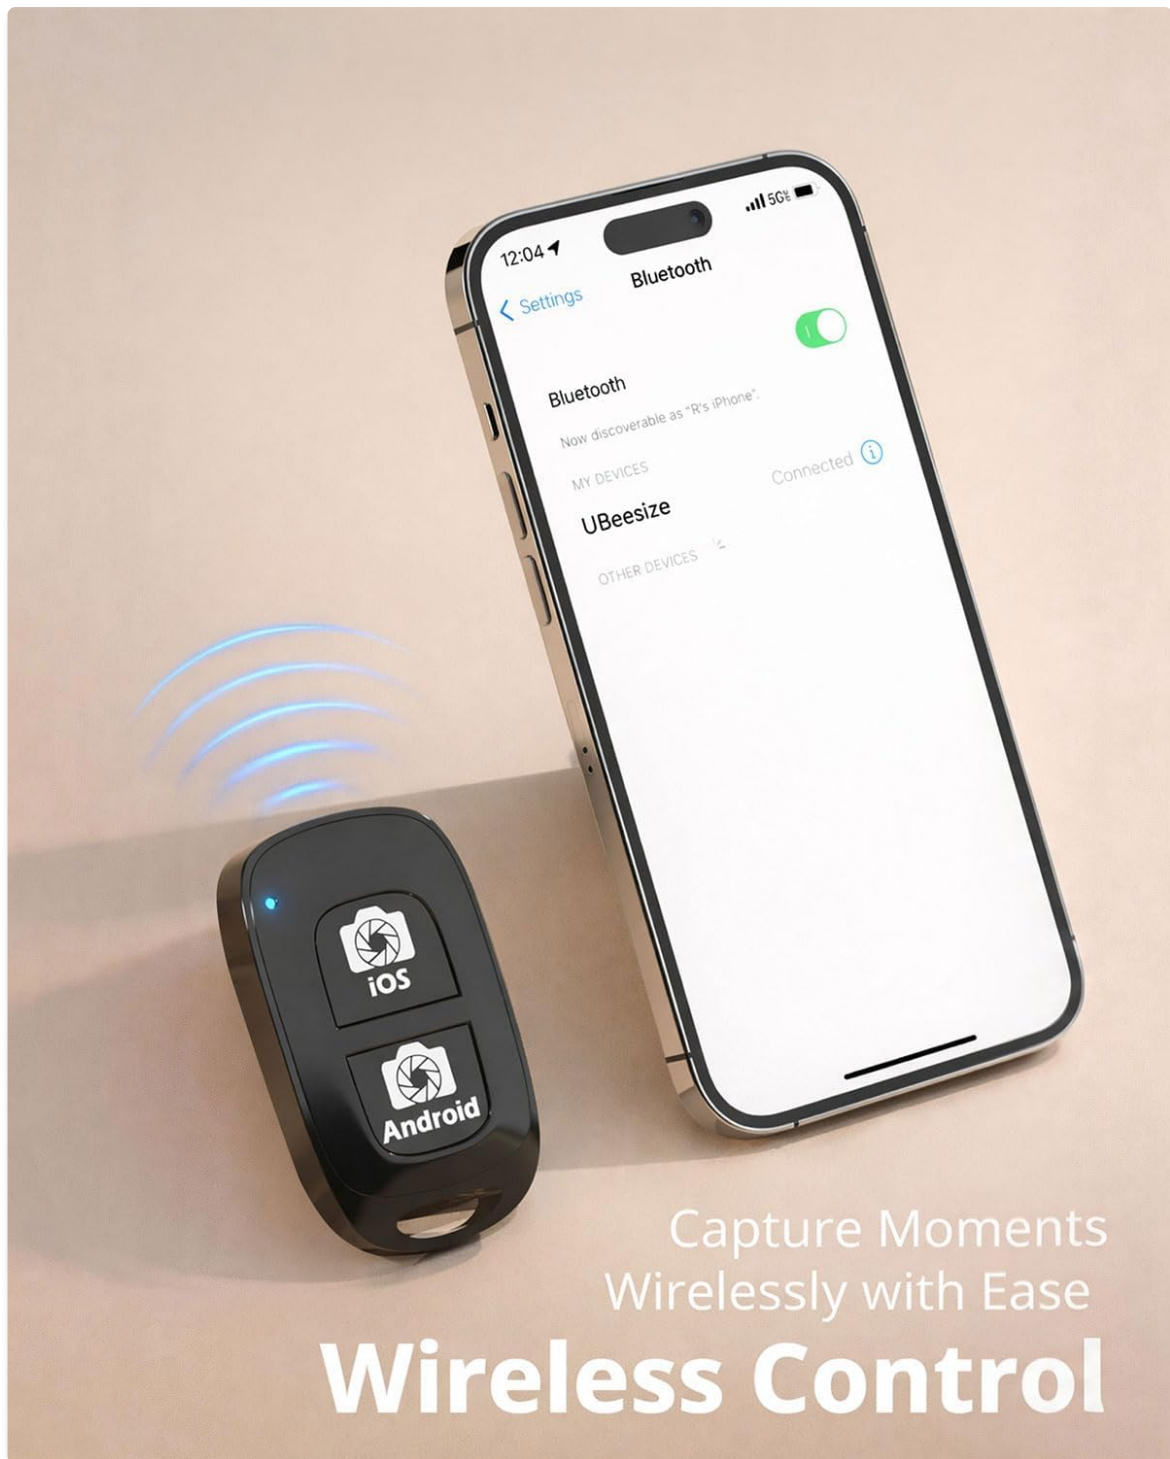 12:04
5G
Settings
Bluetooth
Bluetooth
Now discoverable as “R's iPhone”.
MY DEVICES
UBeesize
Connected
OTHER DEVICES
iOS
Android
Capture Moments
Wirelessly with Ease
Wireless Control